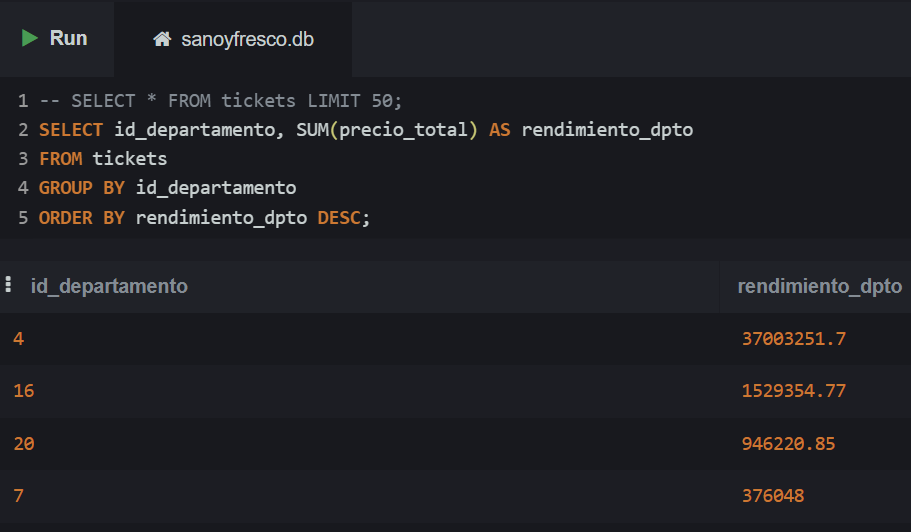 Run
sanoyfresco.db
1 -- SELECT * FROM tickets LIMIT 50;
2 SELECT id_departamento, SUM(precio_total) AS rendimiento_dpto
3 FROM tickets
4 GROUP BY id_departamento
5 ORDER BY rendimiento_dpto DESC;
id_departamento rendimiento_dpto
4 37003251.7
16 1529354.77
20 946220.85
7 376048